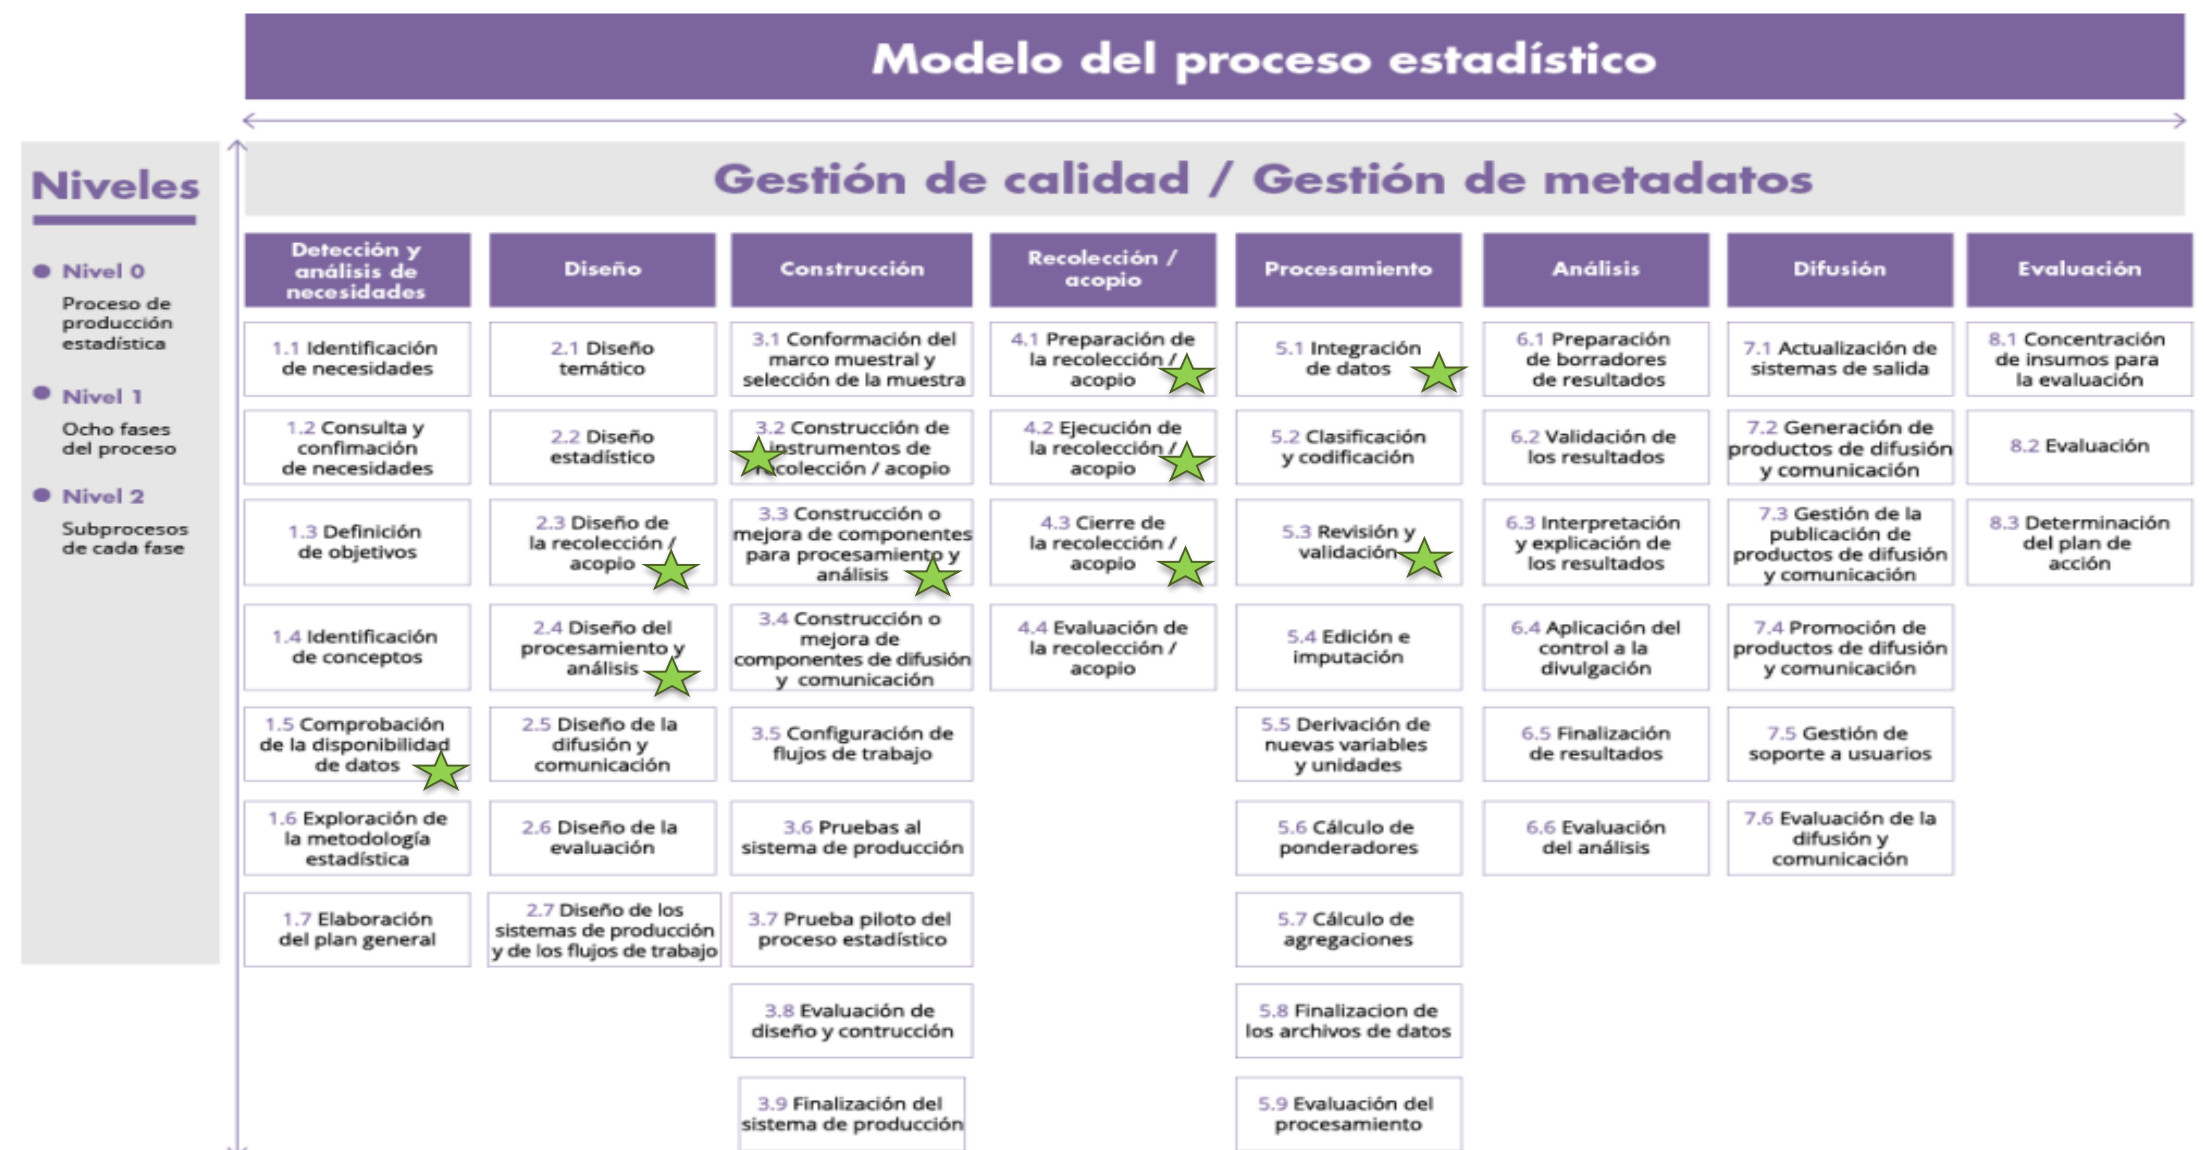 Modelo del proceso estadístico
Gestión de calidad / Gestión de metadatos
Niveles
Nivel 0
Proceso de
producción
estadística
Nivel 1
Ocho fases
del proceso
Nivel 2
Subprocesos
de cada fase
Detección y
análisis de
necesidades
1.1 Identificación
de necesidades
1.2 Consulta y
confimación
de necesidades
1.3 Definición
de objetivos
1.4 Identificación
de conceptos
1.5 Comprobación
de la disponibilidad
de datos
1.6 Exploración de
la metodología
estadística
1.7 Elaboración
del plan general
Diseño
2.1 Diseño
temático
2.2 Diseño
estadístico
2.3 Diseño de
la recolección /
acopio
2.4 Diseño del
procesamiento y
análisis
2.5 Diseño de la
difusión y
comunicación
2.6 Diseño de la
evaluación
2.7 Diseño de los
sistemas de producción
y de los flujos de trabajo
Construcción
3.1 Conformación del
marco muestral y
selección de la muestra
3.2 Construcción de
instrumentos de
recolección / acopio
3.3 Construcción o
mejora de componentes
para procesamiento y
análisis
3.4 Construcción o
mejora de
componentes de difusión
y comunicación
3.5 Configuración de
flujos de trabajo
3.6 Pruebas al
sistema de producción
3.7 Prueba piloto del
proceso estadístico
3.8 Evaluación de
diseño y contrucción
3.9 Finalización del
sistema de producción
Recolección /
acopio
4.1 Preparación de
la recolección /
acopio
4.2 Ejecución de
la recolección /
acopio
4.3 Cierre de
la recolección /
acopio
4.4 Evaluación de
la recolección /
acopio
Procesamiento
5.1 Integración
de datos
5.2 Clasificación
y codificación
5.3 Revisión y
validación
5.4 Edición e
imputación
5.5 Derivación de
nuevas variables
y unidades
5.6 Cálculo de
ponderadores
5.7 Cálculo de
agregaciones
5.8 Finalizacion de
los archivos de datos
5.9 Evaluación del
procesamiento
Análisis
6.1 Preparación
de borradores
de resultados
6.2 Validación de
los resultados
6.3 Interpretación
y explicación de
los resultados
6.4 Aplicación del
control a la
divulgación
6.5 Finalización
de resultados
6.6 Evaluación
del análisis
Difusión
7.1 Actualización de
sistemas de salida
7.2 Generación de
productos de difusión
y comunicación
7.3 Gestión de la
publicación de
productos de difusión
y comunicación
7.4 Promoción de
productos de difusión
y comunicación
7.5 Gestión de
soporte a usuarios
7.6 Evaluación de la
difusión y
comunicación
Evaluación
8.1 Concentración
de insumos para
la evaluación
8.2 Evaluación
8.3 Determinación
del plan de
acción